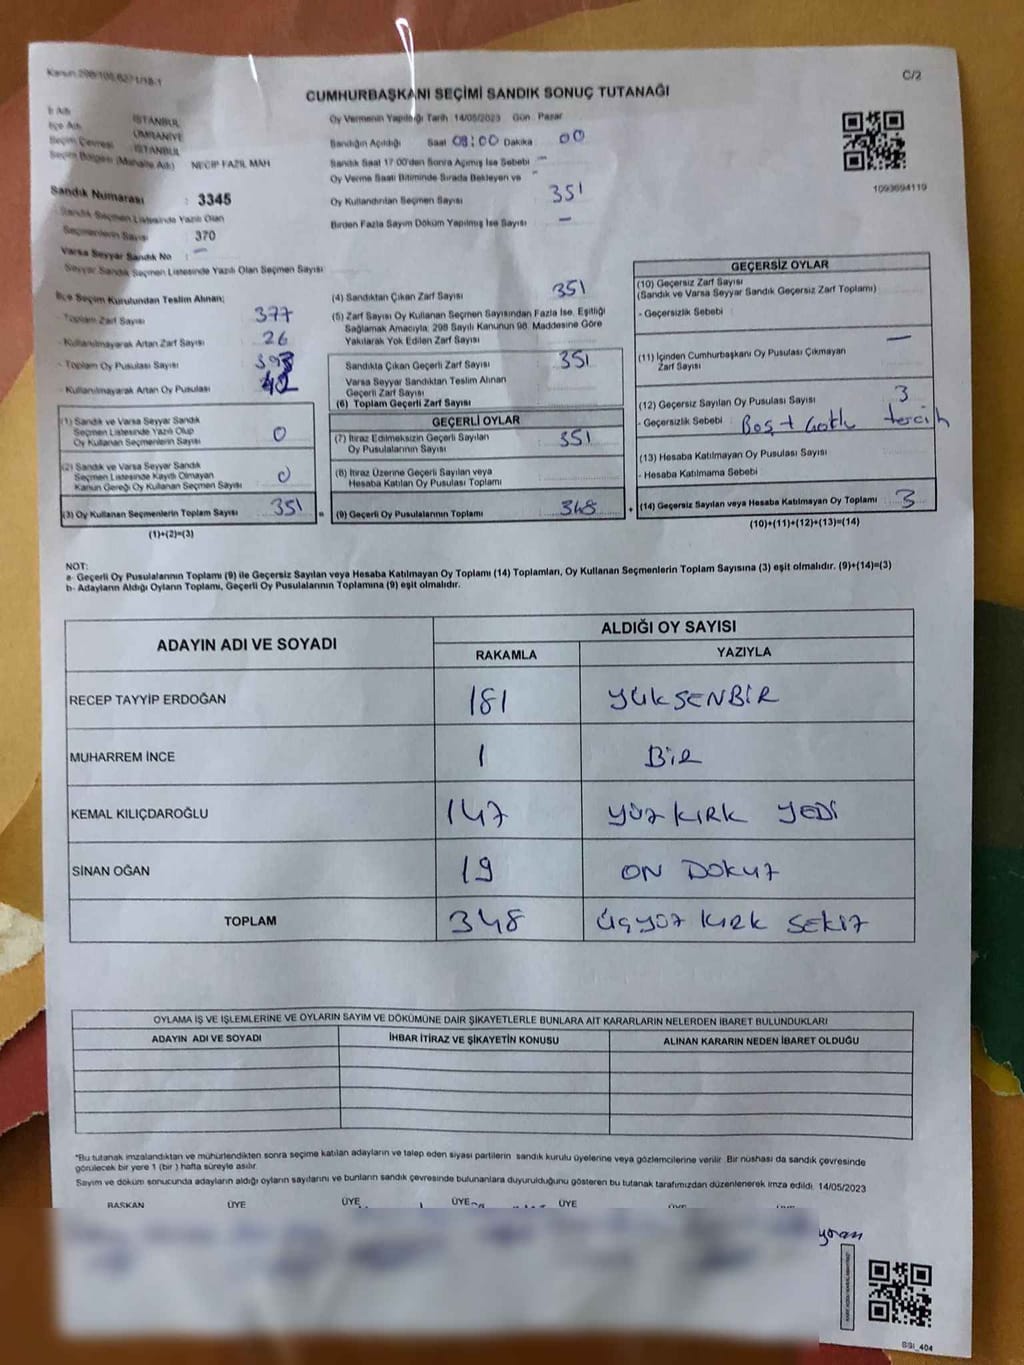 Kanun 298/105,6271/18-1
C/2
CUMHURBAŞKANI SEÇİMİ SANDIK SONUÇ TUTANAĞI
İl Adı İSTANBUL
İlçe Adı ÜMRANİYE
Seçim Çevresi İSTANBUL
Seçim Bölgesi (Mahalle Adı) NECİP FAZIL MAH
Sandık Numarası : 3345
Sandık Seçmen Listesinde Yazılı Olan
Seçmenlerin Sayısı : 370
Varsa Seyyar Sandık No : —
Seyyar Sandık Seçmen Listesinde Yazılı Olan Seçmen Sayısı
Oy Vermenin Yapıldığı Tarih 14/05/2023 Gün Pazar
Sandığın Açıldığı Saat 08:00 Dakika 00
Sandık Saat 17:00'den Sonra Açılmış İse Sebebi —
Oy Verme Saati Bitiminde Sırada Bekleyen ve
Oy Kullandırılan Seçmen Sayısı 351
Birden Fazla Sayım Döküm Yapılmış İse Sayısı —
1093694119
İlçe Seçim Kurulundan Teslim Alınan;
- Toplam Zarf Sayısı 377
- Kullanılmayarak Artan Zarf Sayısı 26
- Toplam Oy Pusulası Sayısı
- Kullanılmayarak Artan Oy Pusulası 42
(1) Sandık ve Varsa Seyyar Sandık
Seçmen Listesinde Yazılı Olup
Oy Kullanan Seçmenlerin Sayısı 0
(2) Sandık ve Varsa Seyyar Sandık
Seçmen Listesinde Kayıtlı Olmayan
Kanun Gereği Oy Kullanan Seçmen Sayısı 0
(3) Oy Kullanan Seçmenlerin Toplam Sayısı 351 =
(1)+(2)=(3)
(4) Sandıktan Çıkan Zarf Sayısı 351
(5) Zarf Sayısı Oy Kullanan Seçmen Sayısından Fazla İse, Eşitliği
Sağlamak Amacıyla; 298 Sayılı Kanunun 98. Maddesine Göre
Yakılarak Yok Edilen Zarf Sayısı
Sandıkta Çıkan Geçerli Zarf Sayısı 351
Varsa Seyyar Sandıktan Teslim Alınan
Geçerli Zarf Sayısı
(6) Toplam Geçerli Zarf Sayısı
GEÇERLİ OYLAR
(7) İtiraz Edilmeksizin Geçerli Sayılan
Oy Pusulalarının Sayısı 351
(8) İtiraz Üzerine Geçerli Sayılan veya
Hesaba Katılan Oy Pusulası Toplamı
(9) Geçerli Oy Pusulalarının Toplamı 348 +
GEÇERSİZ OYLAR
(10) Geçersiz Zarf Sayısı
(Sandık ve Varsa Seyyar Sandık Geçersiz Zarf Toplamı)
- Geçersizlik Sebebi :
(11) İçinden Cumhurbaşkanı Oy Pusulası Çıkmayan
Zarf Sayısı —
(12) Geçersiz Sayılan Oy Pusulası Sayısı 3
- Geçersizlik Sebebi Boş + Çoklu tercih
(13) Hesaba Katılmayan Oy Pusulası Sayısı
- Hesaba Katılmama Sebebi
(14) Geçersiz Sayılan veya Hesaba Katılmayan Oy Toplamı 3
(10)+(11)+(12)+(13)=(14)
NOT:
a- Geçerli Oy Pusulalarının Toplamı (9) ile Geçersiz Sayılan veya Hesaba Katılmayan Oy Toplamı (14) Toplamları, Oy Kullanan Seçmenlerin Toplam Sayısına (3) eşit olmalıdır. (9)+(14)=(3)
b- Adayların Aldığı Oyların Toplamı, Geçerli Oy Pusulalarının Toplamına (9) eşit olmalıdır.
ADAYIN ADI VE SOYADI
ALDIĞI OY SAYISI
RAKAMLA YAZIYLA
RECEP TAYYİP ERDOĞAN 181 YÜKSENBİR
MUHARREM İNCE 1 BİR
KEMAL KILIÇDAROĞLU 147 YÜZ KIRK YEDİ
SİNAN OĞAN 19 ON DOKUZ
TOPLAM 348 ÜÇYÜZ KIRK SEKİZ
OYLAMA İŞ VE İŞLEMLERİNE VE OYLARIN SAYIM VE DÖKÜMÜNE DAİR ŞİKAYETLERLE BUNLARA AİT KARARLARIN NELERDEN İBARET BULUNDUKLARI
ADAYIN ADI VE SOYADI İHBAR İTİRAZ VE ŞİKAYETİN KONUSU ALINAN KARARIN NEDEN İBARET OLDUĞU
*Bu tutanak imzalandıktan ve mühürlendikten sonra seçime katılan adayların ve talep eden siyasi partilerin sandık kurulu üyelerine veya gözlemcilerine verilir. Bir nüshası da sandık çevresinde
görülecek bir yere 1 (bir) hafta süreyle asılır.
Sayım ve döküm sonucunda adayların aldığı oyların sayılarını ve bunların sandık çevresinde bulunanlara duyurulduğunu gösteren bu tutanak tarafımızdan düzenlenerek imza edildi. 14/05/2023
BAŞKAN ÜYE ÜYE ÜYE ÜYE
SSI_404